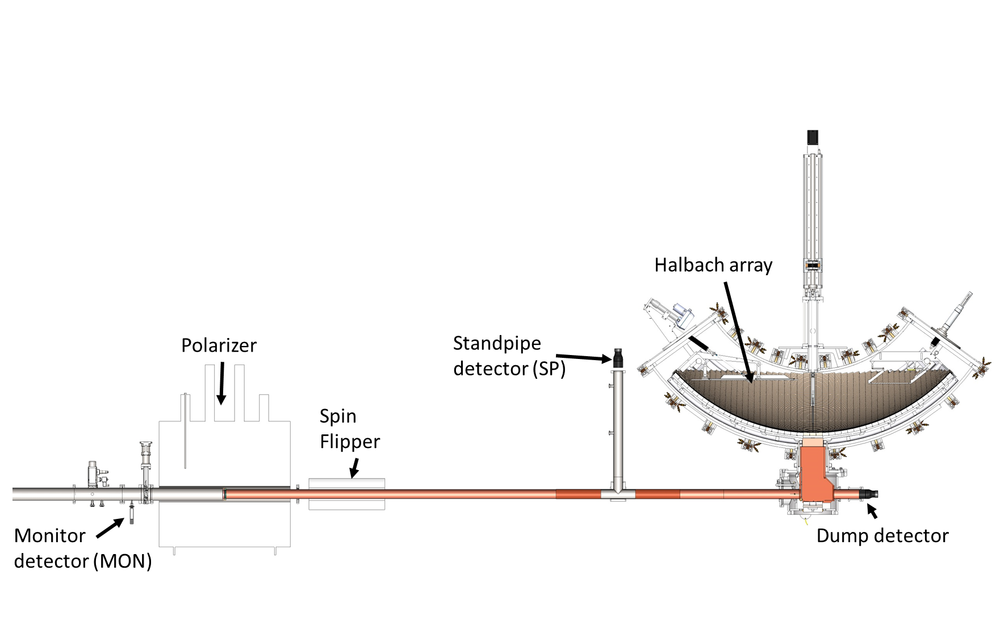 Halbach array
Polarizer
Standpipe
detector (SP)
Spin
Flipper
Monitor
detector (MON)
Dump detector